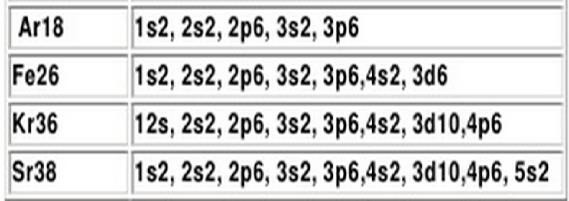 Ar18 1s2, 2s2, 2p6, 3s2, 3p6
Fe26 1s2, 2s2, 2p6, 3s2, 3p6,4s2, 3d6
Kr36 12s, 2s2, 2p6, 3s2, 3p6,4s2, 3d10,4p6
Sr38 1s2, 2s2, 2p6, 3s2, 3p6,4s2, 3d10,4p6, 5s2